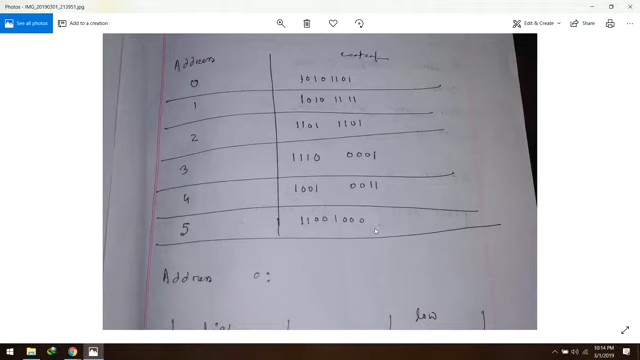 Photos - IMG_20190301_213951.jpg
See all photos
Add to a creation
Edit & Create
Share
Print
Address content
0 10101101
1 1010 1111
2 1101 1101
3 1110 0001
4 1001 0011
5 11001000
Address 0:
low
10:14 PM
3/1/2019